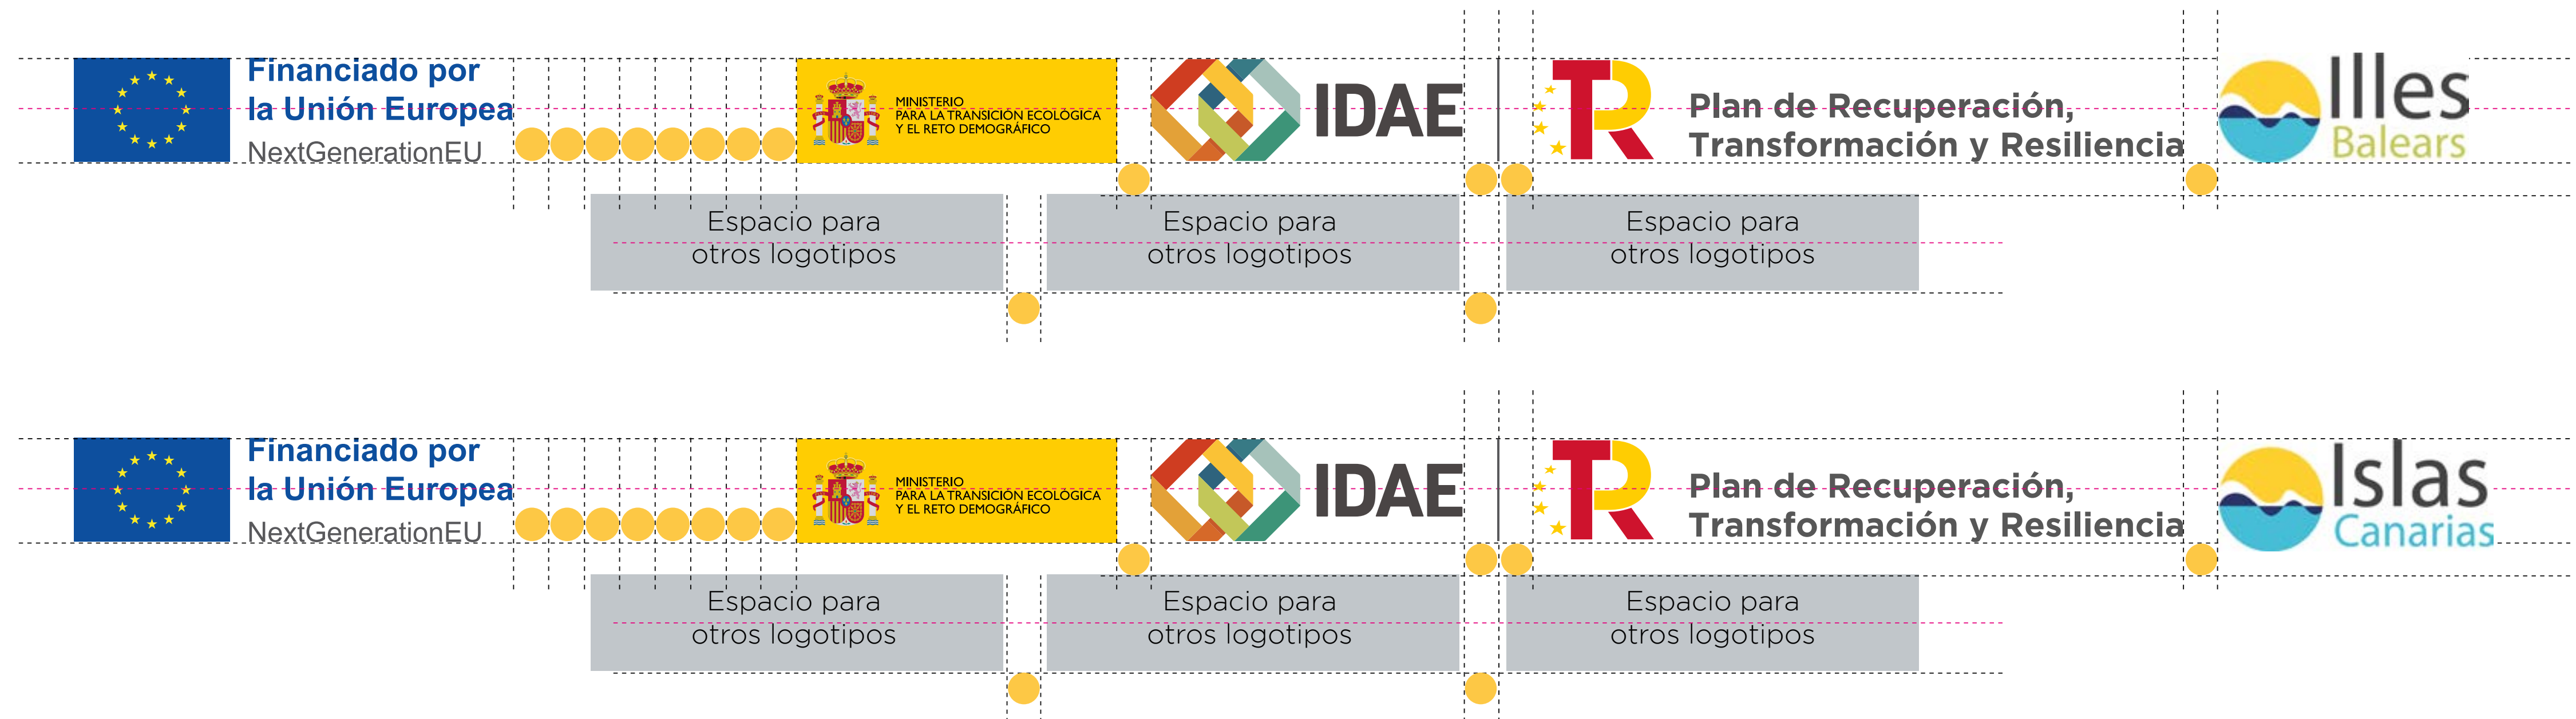 Financiado por
la Unión Europea
NextGenerationEU
MINISTERIO
PARA LA TRANSICIÓN ECOLÓGICA
Y EL RETO DEMOGRÁFICO
IDAE
TR
Plan de Recuperación,
Transformación y Resiliencia
Illes
Balears
Espacio para
otros logotipos
Espacio para
otros logotipos
Espacio para
otros logotipos
Financiado por
la Unión Europea
NextGenerationEU
MINISTERIO
PARA LA TRANSICIÓN ECOLÓGICA
Y EL RETO DEMOGRÁFICO
IDAE
TR
Plan de Recuperación,
Transformación y Resiliencia
Islas
Canarias
Espacio para
otros logotipos
Espacio para
otros logotipos
Espacio para
otros logotipos